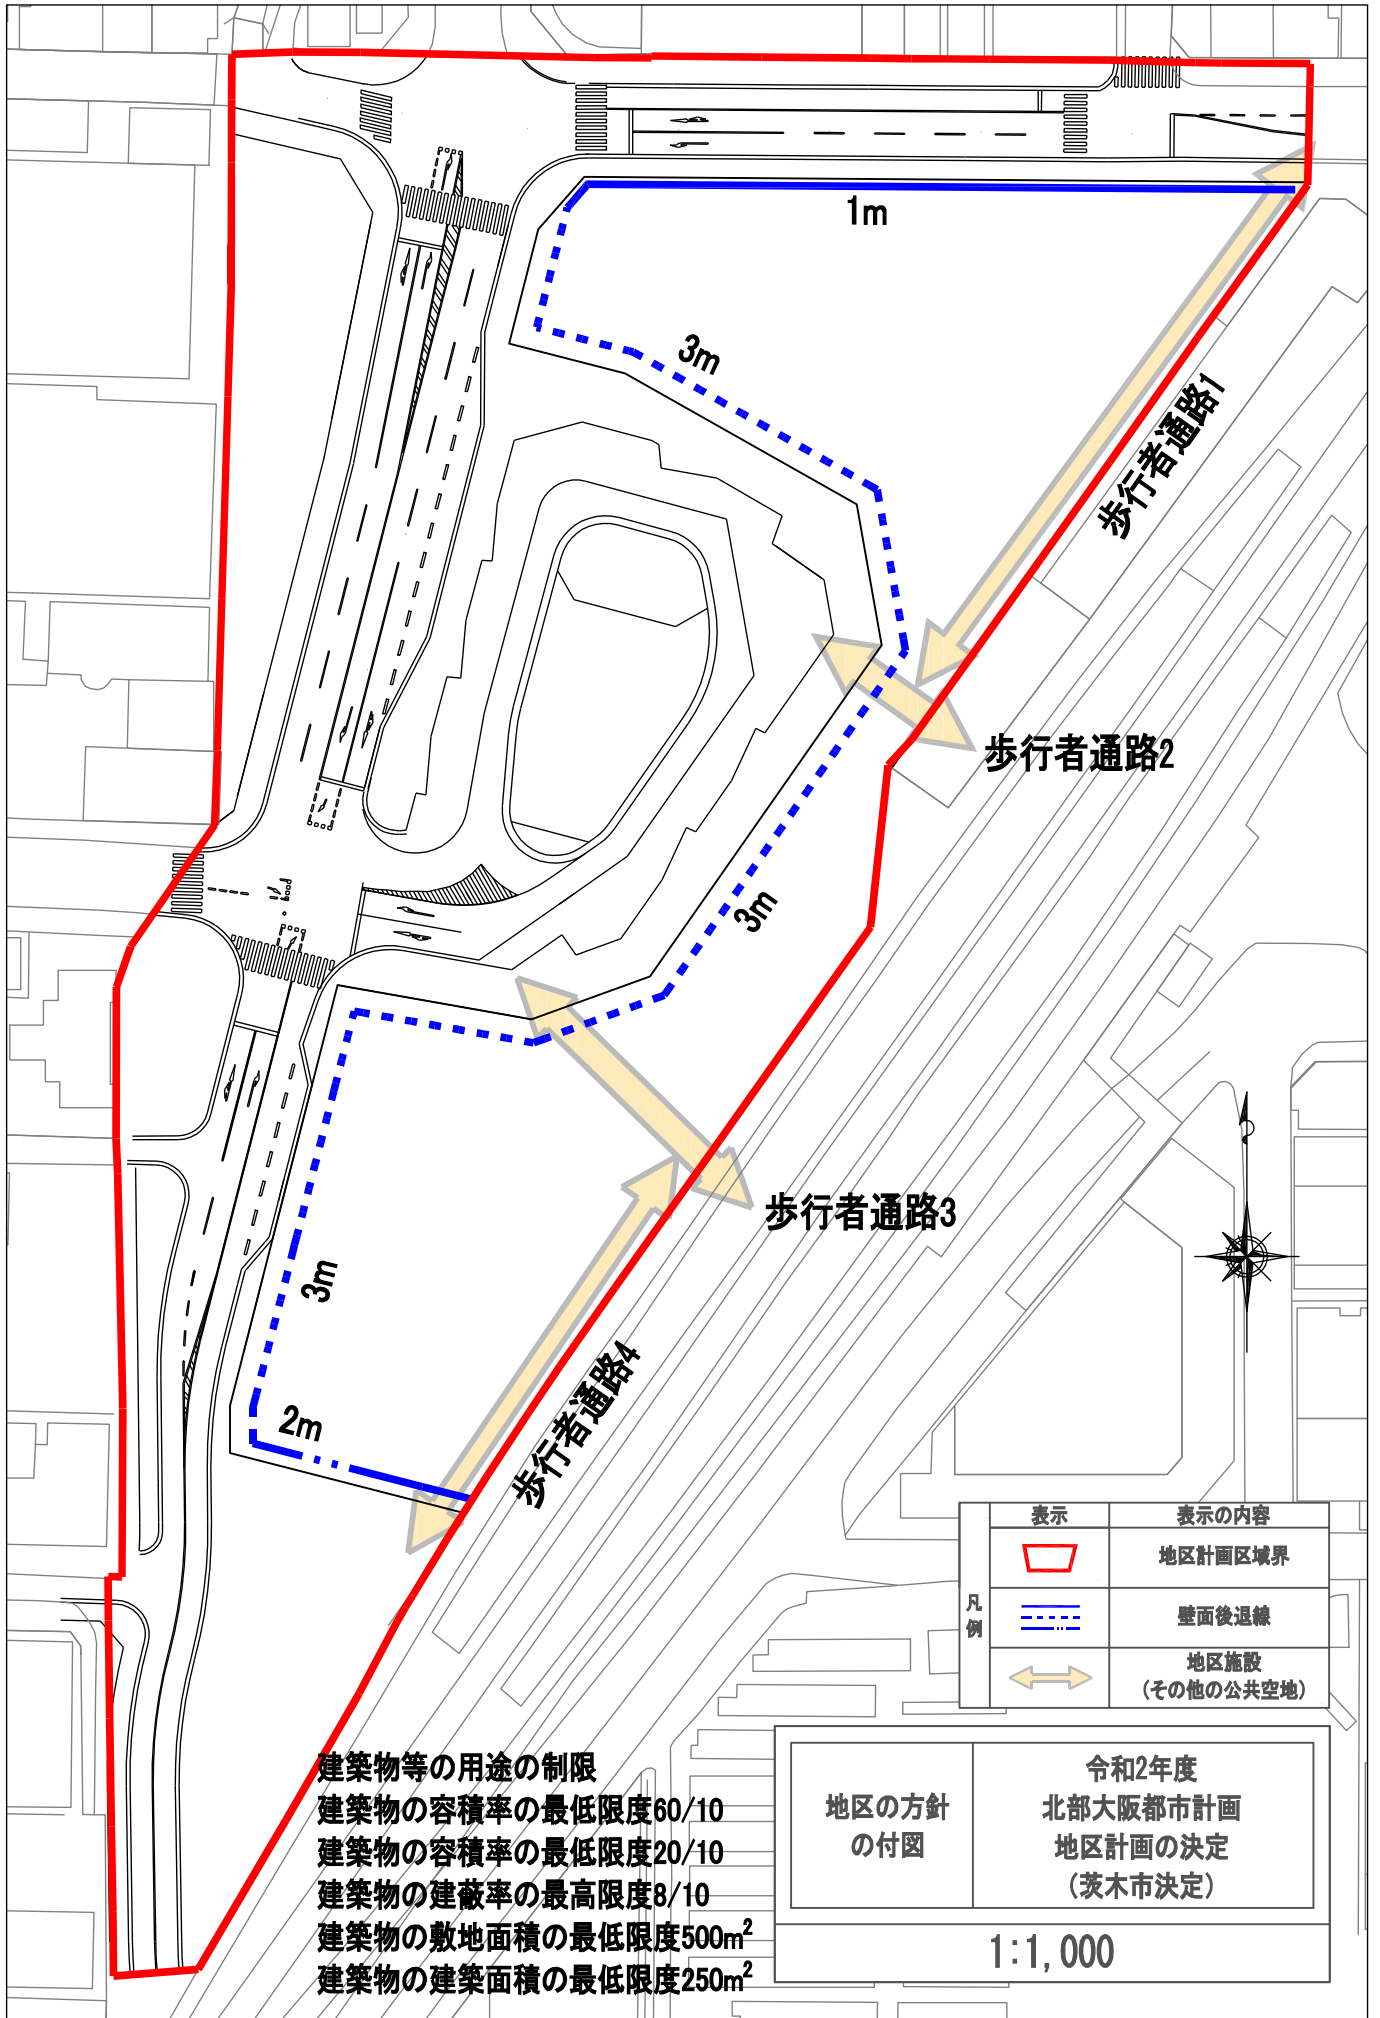 1m
3m
歩行者通路1
歩行者通路2
3m
歩行者通路3
3m
歩行者通路4
2m
凡例
表示
表示の内容
地区計画区域界
壁面後退線
地区施設
(その他の公共空地)
建築物等の用途の制限
建築物の容積率の最低限度60/10
建築物の容積率の最低限度20/10
建築物の建蔽率の最高限度8/10
建築物の敷地面積の最低限度500m²
建築物の建築面積の最低限度250m²
地区の方針
の付図
令和2年度
北部大阪都市計画
地区計画の決定
(茨木市決定)
1:1,000